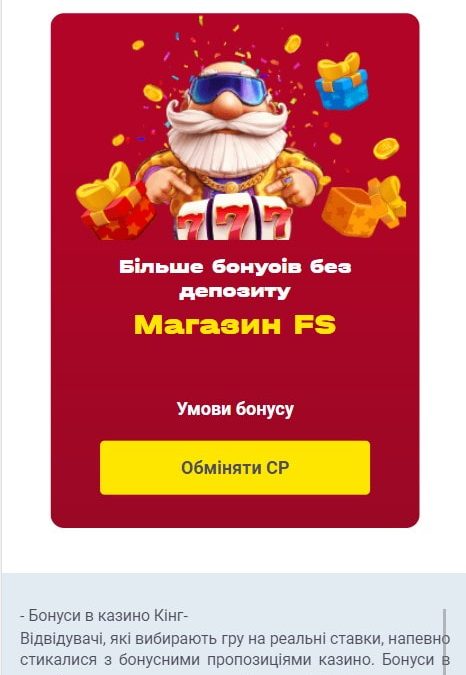 777
Більше бонусів без
депозиту
Магазин FS
Умови бонусу
Обміняти CP
- Бонуси в казино Кінг-
Відвідувачі, які вибирають гру на реальні ставки, напевно
стикалися з бонусними пропозиціями казино. Бонуси в